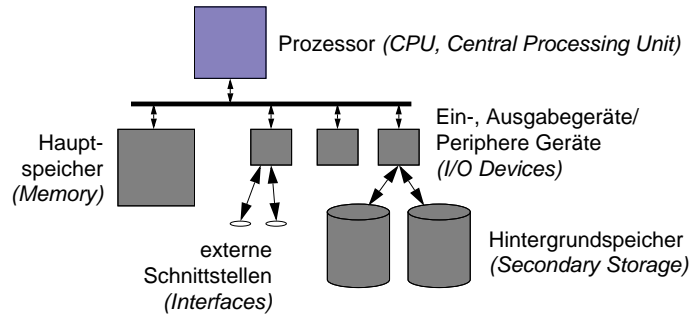 Prozessor (CPU, Central Processing Unit)
Haupt-
speicher
(Memory)
Ein-, Ausgabegeräte/
Periphere Geräte
(I/O Devices)
externe
Schnittstellen
(Interfaces)
Hintergrundspeicher
(Secondary Storage)